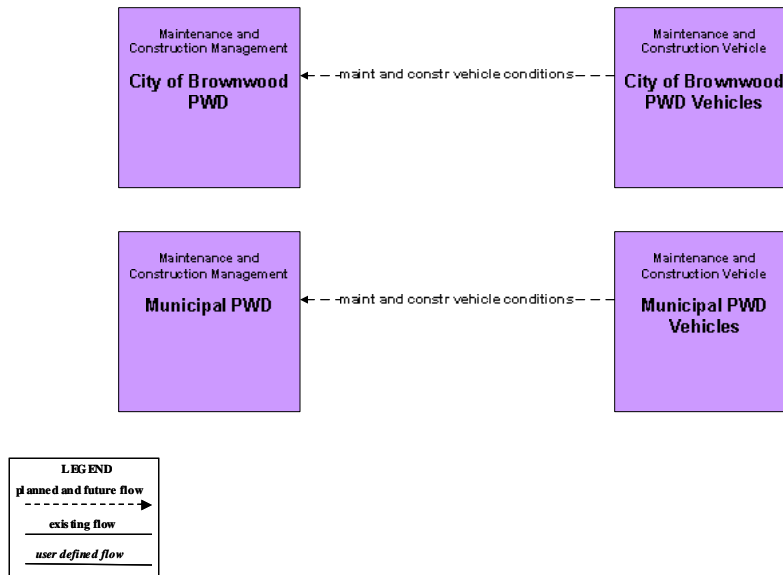 Maintenance and
Construction Management
City of Brownwood
PWD
maint and constr vehicle conditions
Maintenance and
Construction Vehicle
City of Brownwood
PWD Vehicles
Maintenance and
Construction Management
Municipal PWD
maint and constr vehicle conditions
Maintenance and
Construction Vehicle
Municipal PWD
Vehicles
LEGEND
planned and future flow
existing flow
user defined flow